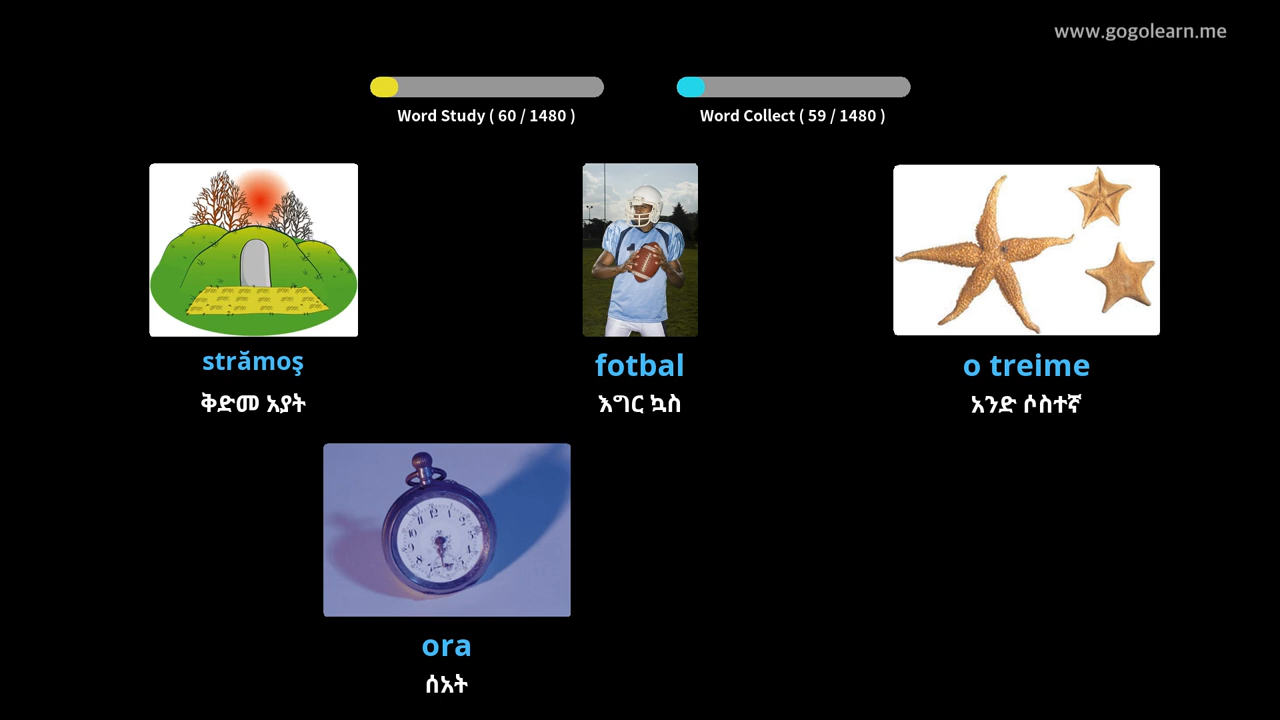 www.gogolearn.me
Word Study ( 60 / 1480 )
Word Collect ( 59 / 1480 )
strămoş
ቅድመ አያት
fotbal
እግር ኳስ
o treime
አንድ ሶስተኛ
ora
ሰአት